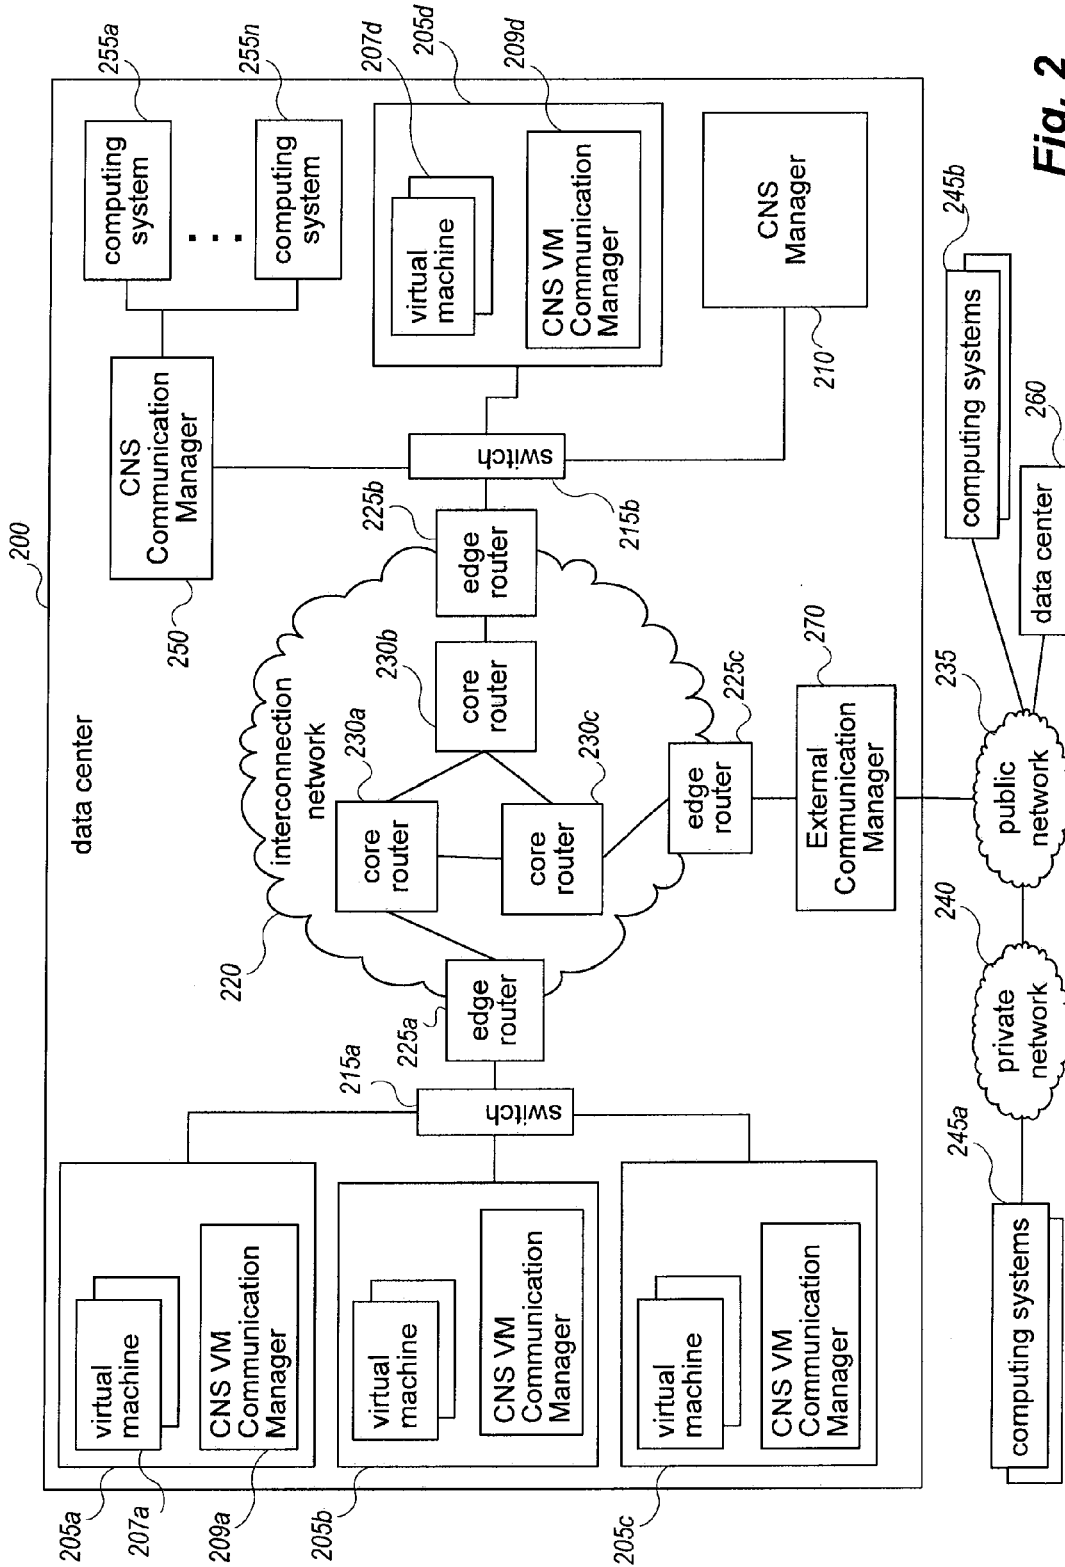 200
data center
205a
virtual
machine
207a
CNS VM
Communication
Manager
209a
205b
virtual
machine
CNS VM
Communication
Manager
205c
virtual
machine
CNS VM
Communication
Manager
switch
215a
edge
router
225a
interconnection
network
220
core
router
230a
core
router
230b
core
router
230c
edge
router
225b
edge
router
225c
switch
215b
CNS
Communication
Manager
250
computing
system
255a
computing
system
255n
virtual
machine
207d
205d
CNS VM
Communication
Manager
209d
CNS
Manager
210
External
Communication
Manager
270
computing systems
245a
private
network
240
public
network
235
computing systems
245b
data center
260
Fig. 2